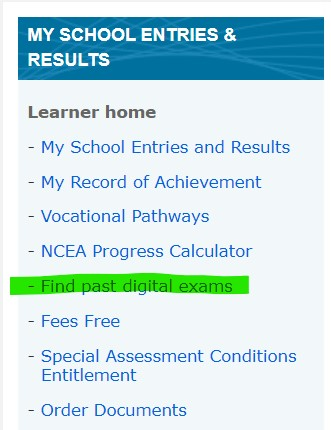 MY SCHOOL ENTRIES &
RESULTS
Learner home
- My School Entries and Results
- My Record of Achievement
- Vocational Pathways
- NCEA Progress Calculator
- Find past digital exams
- Fees Free
- Special Assessment Conditions
Entitlement
- Order Documents